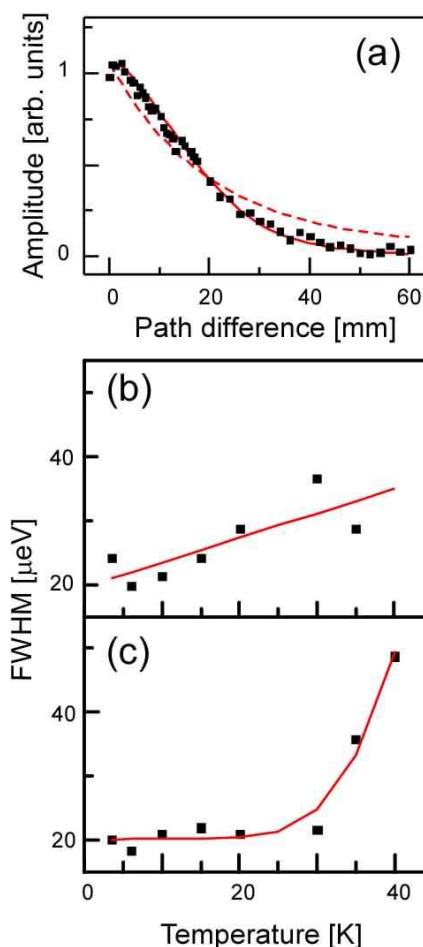 (a)
Amplitude [arb. units]
1
0
0 20 40 60
Path difference [mm]
(b)
40
20
FWHM [μeV]
(c)
40
20
0 20 40
Temperature [K]